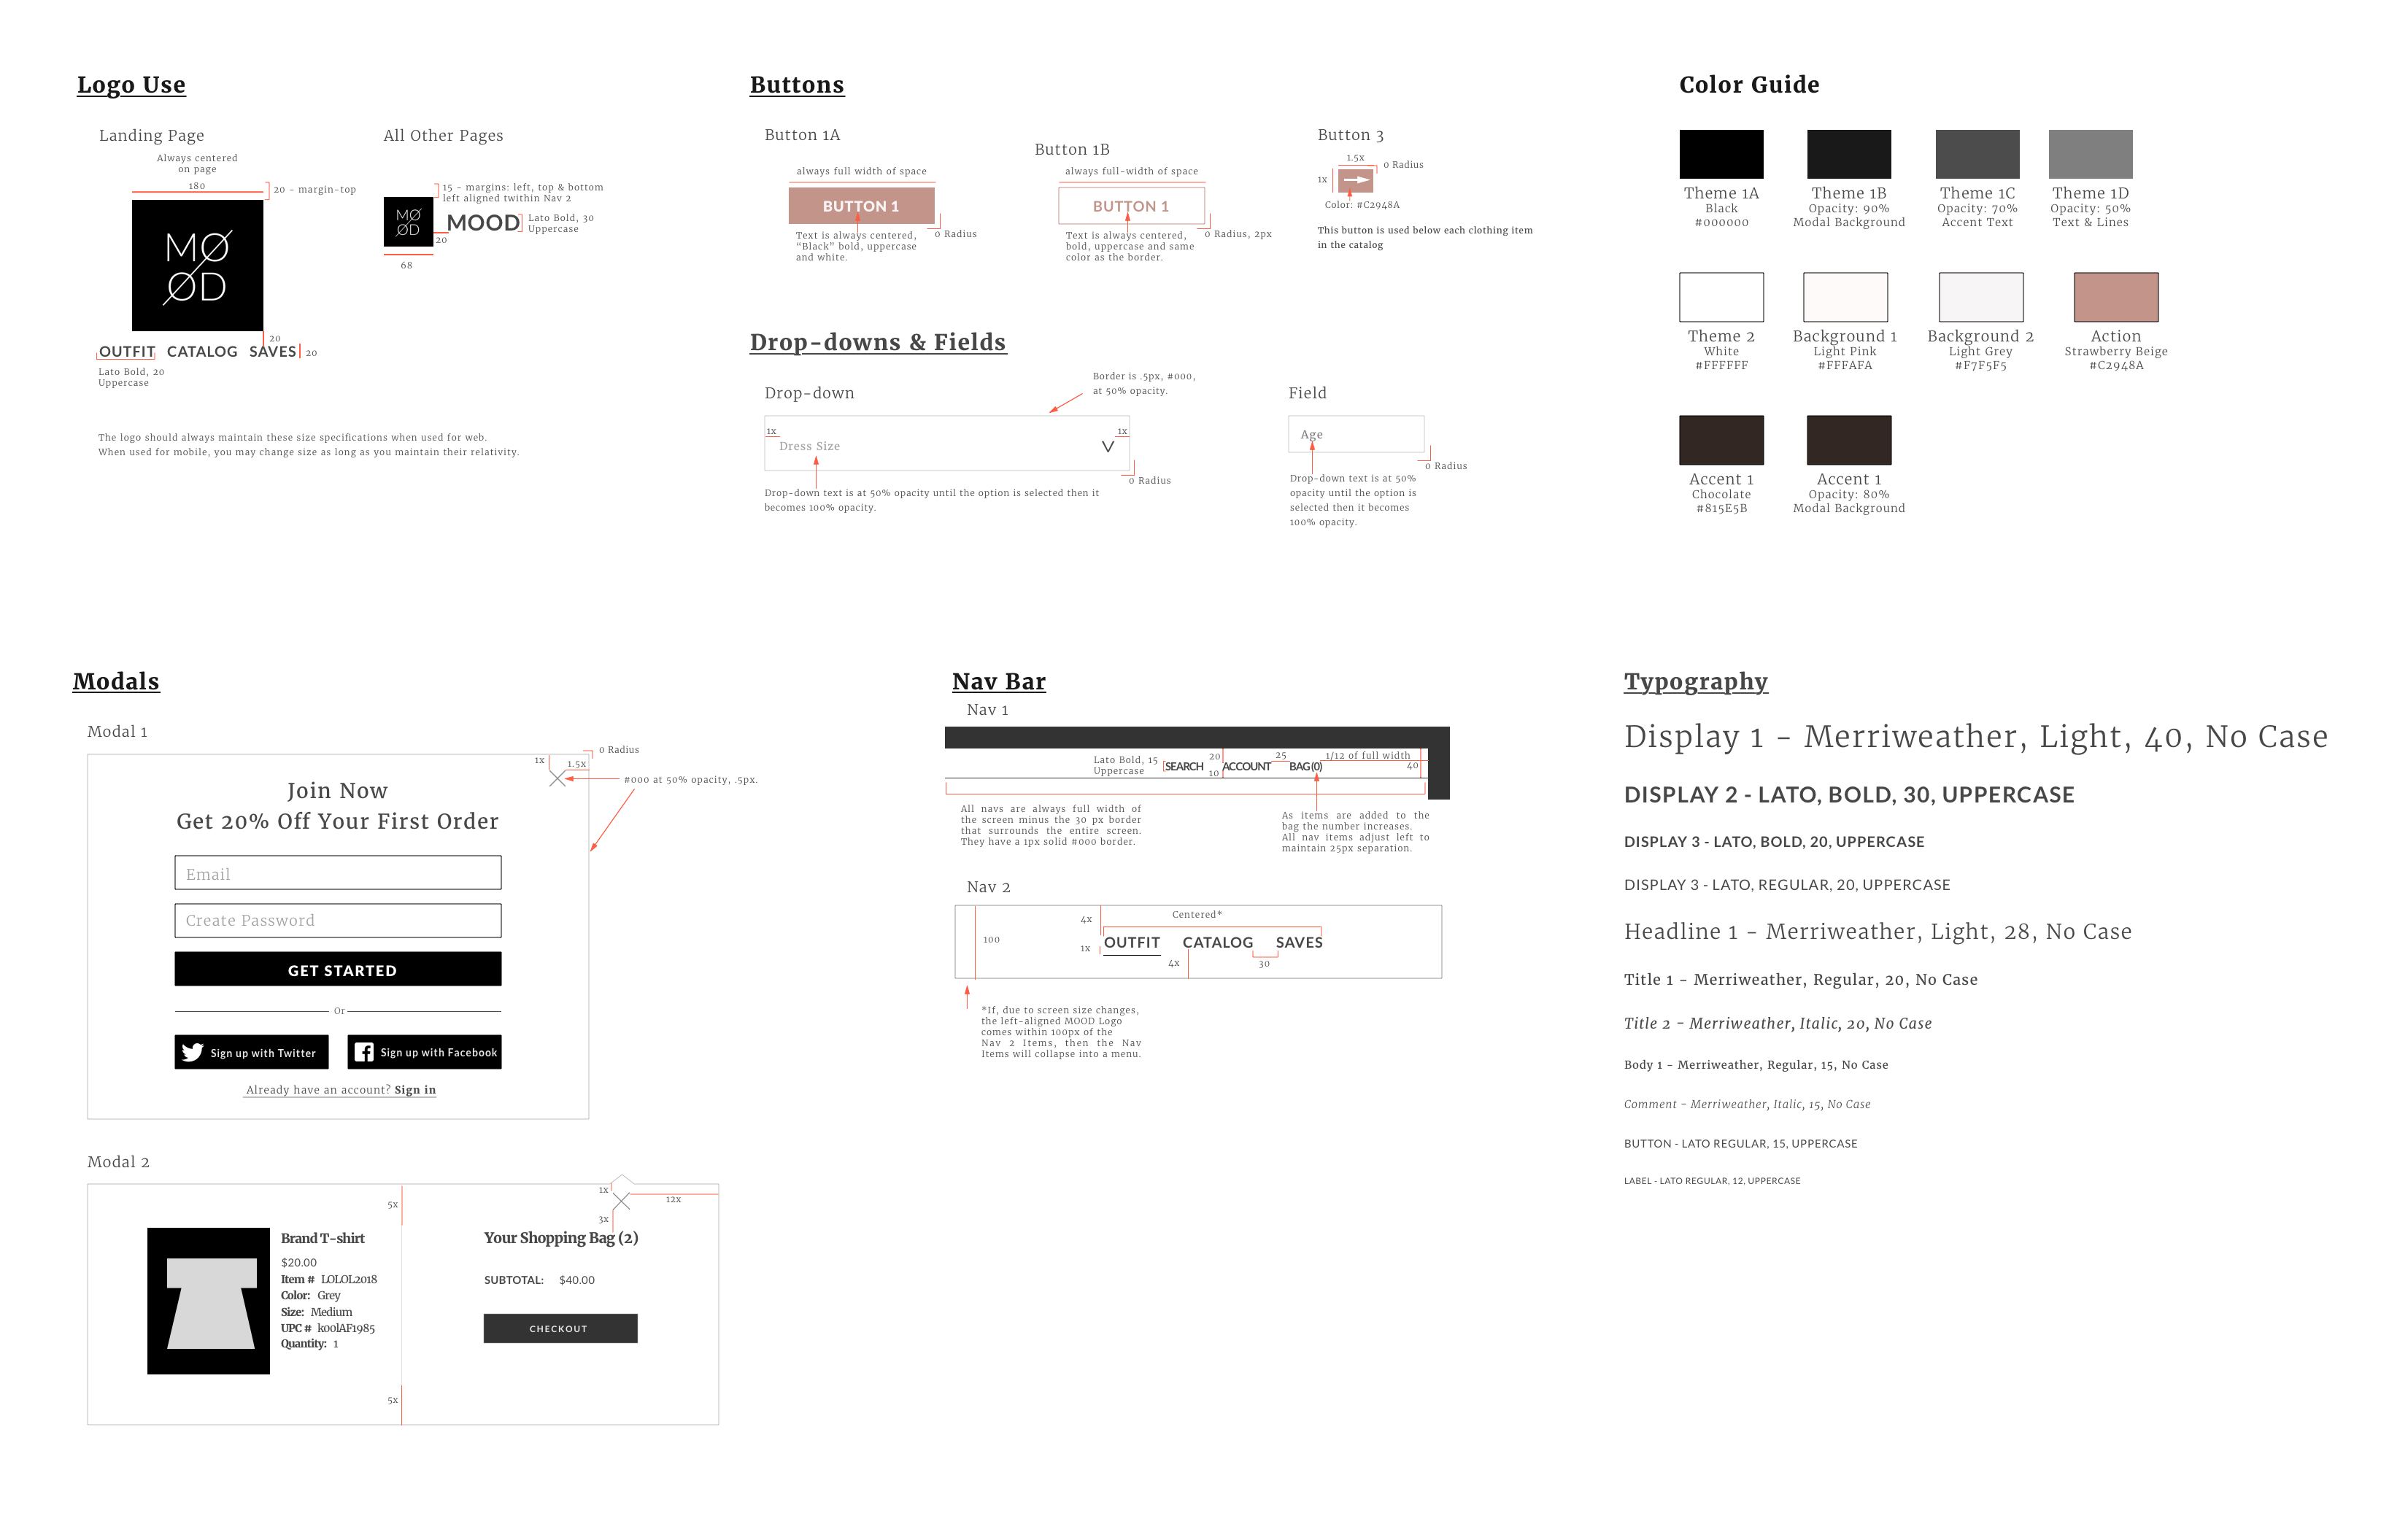 Logo Use
Landing Page
Always centered
on page
180
20 - margin-top
MØ
ØD
20
OUTFIT CATALOG SAVES
20
Lato Bold, 20
Uppercase
All Other Pages
15 - margins: left, top & bottom
left aligned twithin Nav 2
MØ
ØD
MOOD
Lato Bold, 30
Uppercase
20
68
The logo should always maintain these size specifications when used for web.
When used for mobile, you may change size as long as you maintain their relativity.
Buttons
Button 1A
always full width of space
BUTTON 1
0 Radius
Text is always centered,
“Black” bold, uppercase
and white.
Button 1B
always full-width of space
BUTTON 1
0 Radius, 2px
Text is always centered,
bold, uppercase and same
color as the border.
Button 3
1.5x
0 Radius
1x
Color: #C2948A
This button is used below each clothing item
in the catalog
Drop-downs & Fields
Drop-down
Border is .5px, #000,
at 50% opacity.
1x
1x
Dress Size
V
0 Radius
Drop-down text is at 50% opacity until the option is selected then it
becomes 100% opacity.
Field
Age
0 Radius
Drop-down text is at 50%
opacity until the option is
selected then it becomes
100% opacity.
Color Guide
Theme 1A
Black
#000000
Theme 1B
Opacity: 90%
Modal Background
Theme 1C
Opacity: 70%
Accent Text
Theme 1D
Opacity: 50%
Text & Lines
Theme 2
White
#FFFFFF
Background 1
Light Pink
#FFFAFA
Background 2
Light Grey
#F7F5F5
Action
Strawberry Beige
#C2948A
Accent 1
Chocolate
#815E5B
Accent 1
Opacity: 80%
Modal Background
Modals
Modal 1
0 Radius
1x
1.5x
#000 at 50% opacity, .5px.
Join Now
Get 20% Off Your First Order
Email
Create Password
GET STARTED
Or
Sign up with Twitter
Sign up with Facebook
Already have an account? Sign in
Modal 2
5x
1x
12x
3x
Brand T-shirt
$20.00
Item # LOLOL2018
Color: Grey
Size: Medium
UPC # koolAF1985
Quantity: 1
5x
Your Shopping Bag (2)
SUBTOTAL: $40.00
CHECKOUT
Nav Bar
Nav 1
Lato Bold, 15
Uppercase
SEARCH
20
10
ACCOUNT
25
BAG (0)
1/12 of full width
40
All navs are always full width of
the screen minus the 30 px border
that surrounds the entire screen.
They have a 1px solid #000 border.
As items are added to the
bag the number increases.
All nav items adjust left to
maintain 25px separation.
Nav 2
4x
Centered*
100
1x
OUTFIT CATALOG SAVES
4x
30
*If, due to screen size changes,
the left-aligned MOOD Logo
comes within 100px of the
Nav 2 Items, then the Nav
Items will collapse into a menu.
Typography
Display 1 - Merriweather, Light, 40, No Case
DISPLAY 2 - LATO, BOLD, 30, UPPERCASE
DISPLAY 3 - LATO, BOLD, 20, UPPERCASE
DISPLAY 3 - LATO, REGULAR, 20, UPPERCASE
Headline 1 - Merriweather, Light, 28, No Case
Title 1 - Merriweather, Regular, 20, No Case
Title 2 - Merriweather, Italic, 20, No Case
Body 1 - Merriweather, Regular, 15, No Case
Comment - Merriweather, Italic, 15, No Case
BUTTON - LATO REGULAR, 15, UPPERCASE
LABEL - LATO REGULAR, 12, UPPERCASE